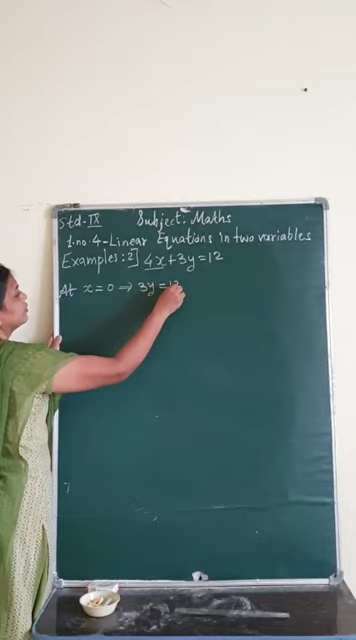 Std-IX Subject: Maths
1.no.4-Linear Equations in two variables
Examples: 2] 4x+3y=12
At x=0 → 3y=12